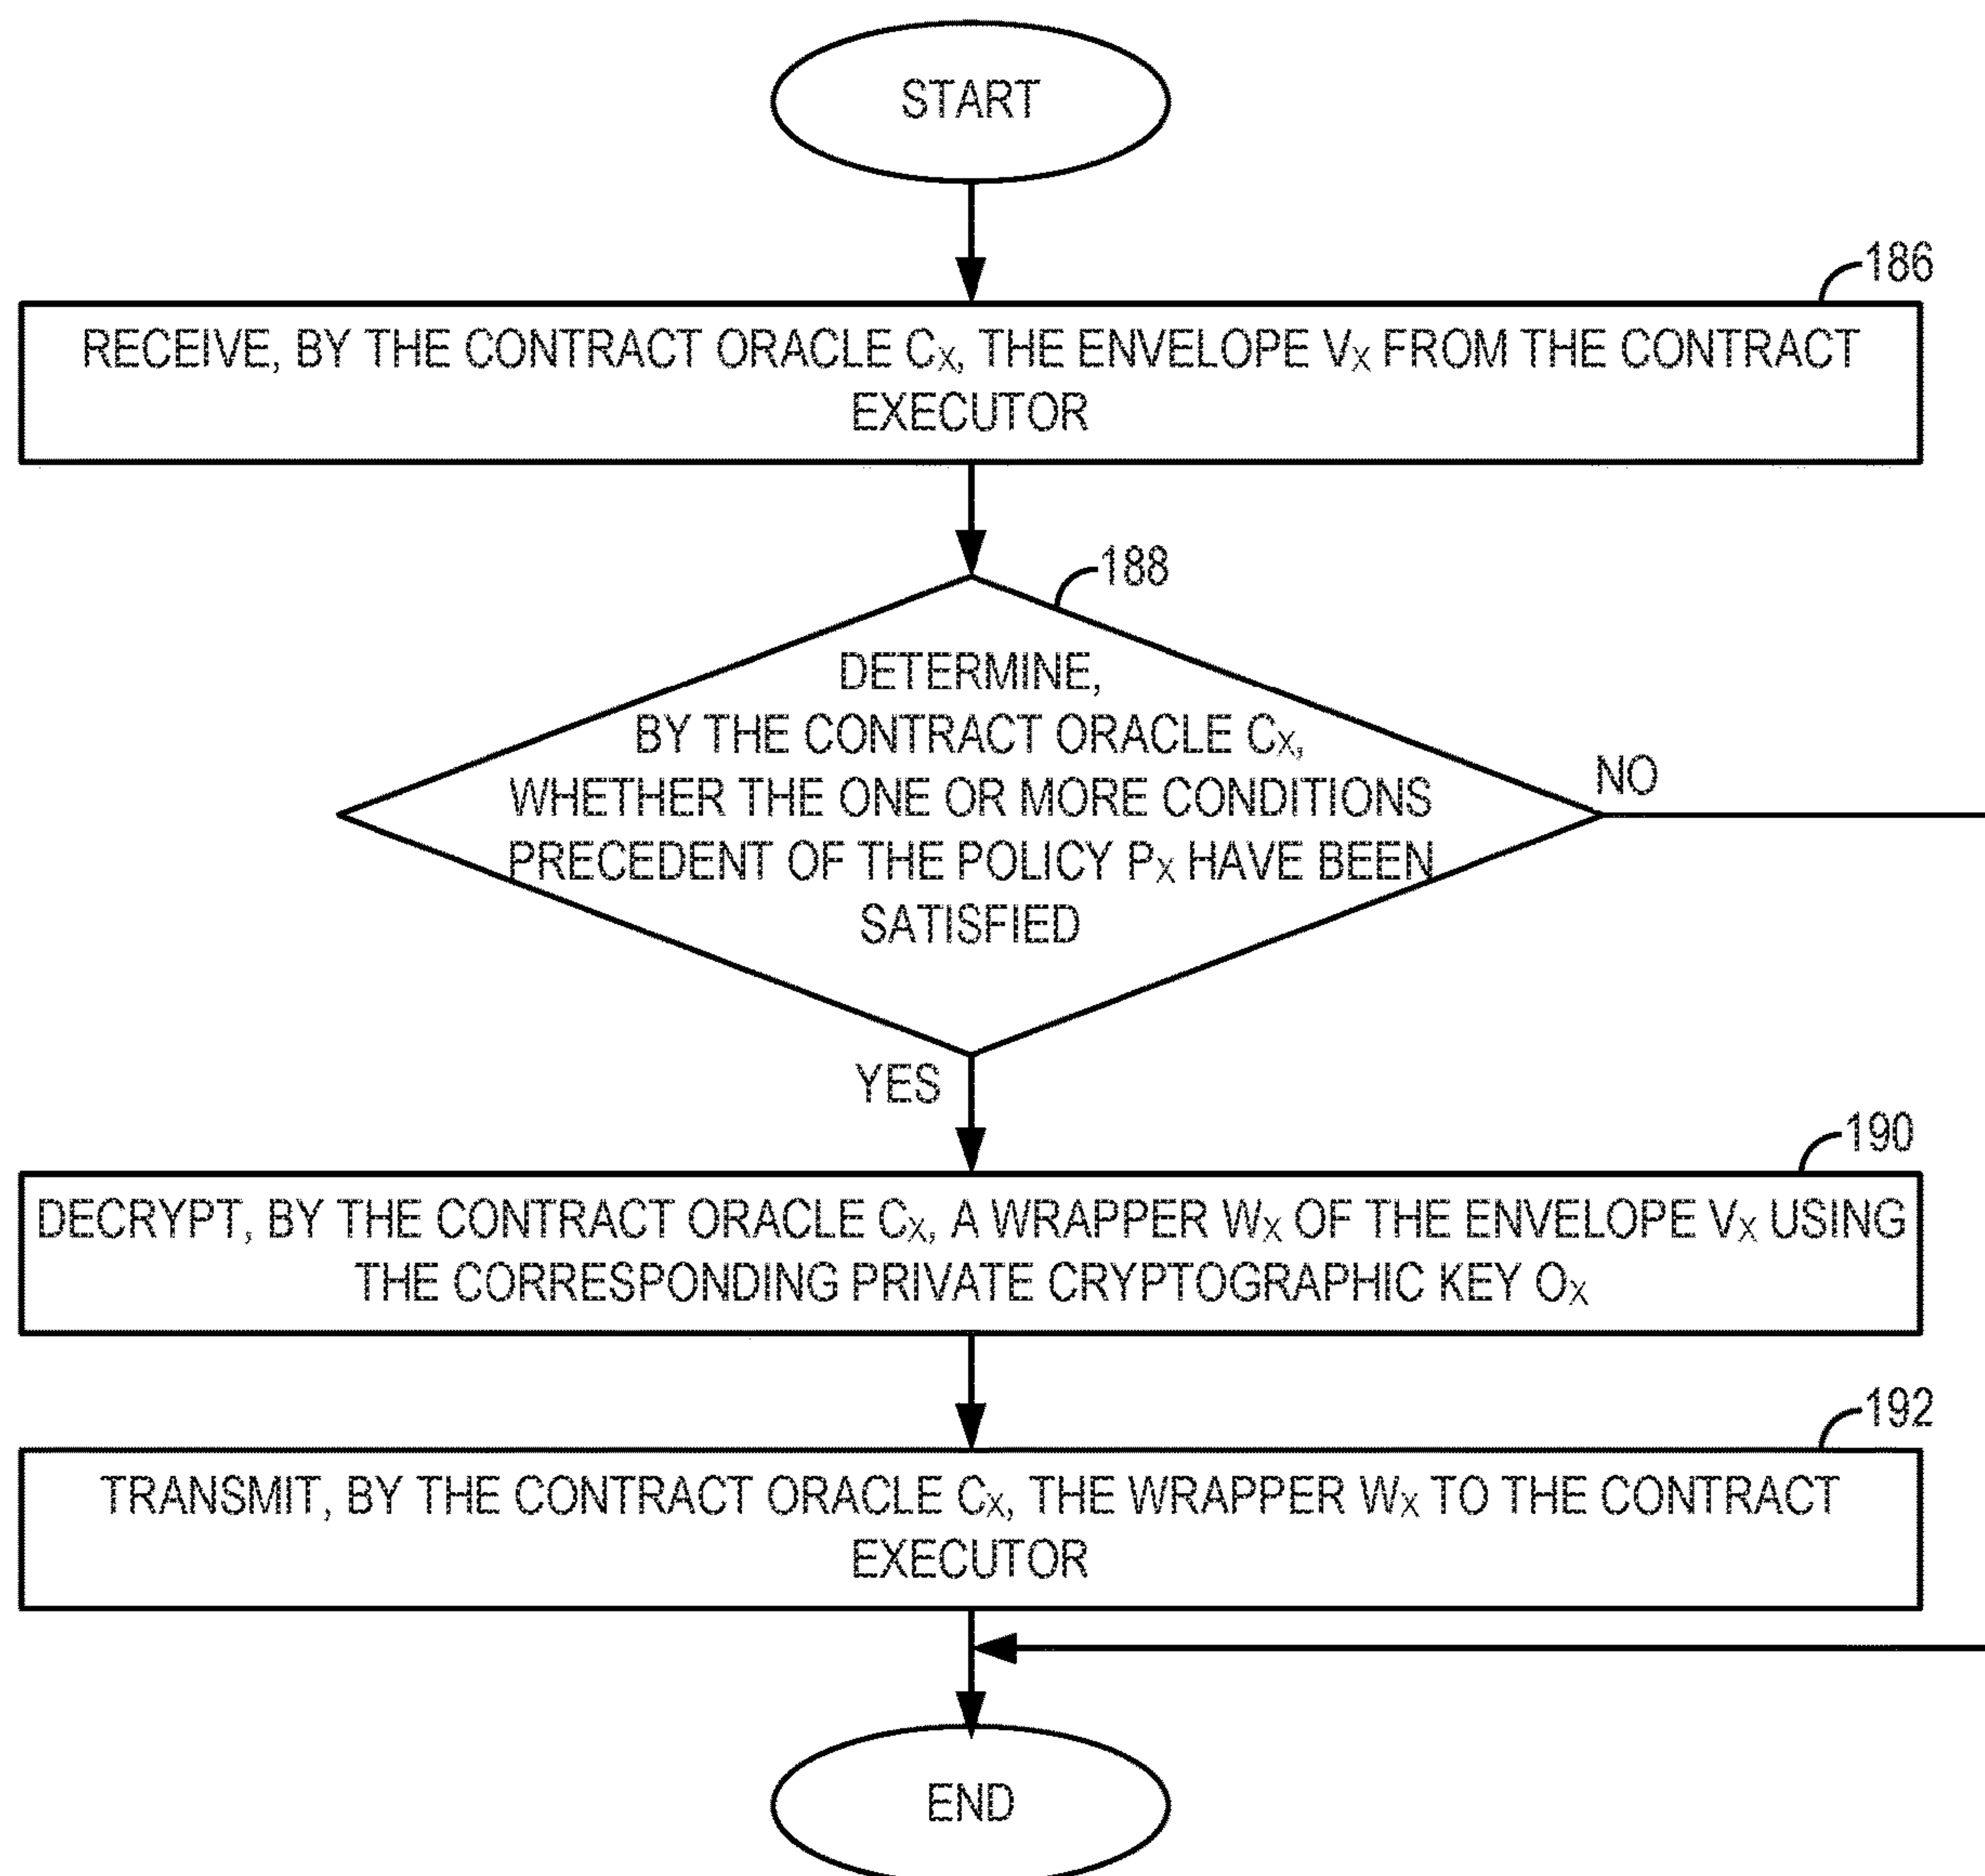 START
186
RECEIVE, BY THE CONTRACT ORACLE CX, THE ENVELOPE VX FROM THE CONTRACT
EXECUTOR
188
DETERMINE,
BY THE CONTRACT ORACLE CX,
WHETHER THE ONE OR MORE CONDITIONS
PRECEDENT OF THE POLICY PX HAVE BEEN
SATISFIED
NO
YES
190
DECRYPT, BY THE CONTRACT ORACLE CX, A WRAPPER WX OF THE ENVELOPE VX USING
THE CORRESPONDING PRIVATE CRYPTOGRAPHIC KEY OX
192
TRANSMIT, BY THE CONTRACT ORACLE CX, THE WRAPPER WX TO THE CONTRACT
EXECUTOR
END